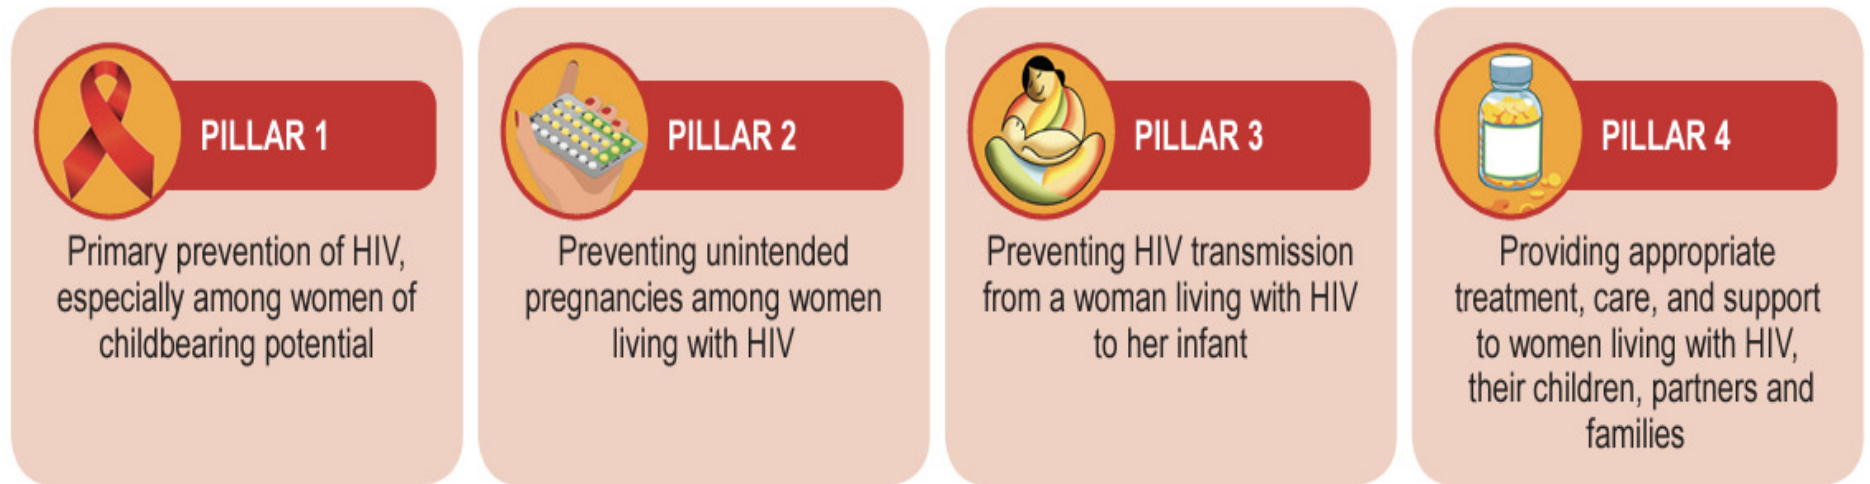 PILLAR 1
Primary prevention of HIV,
especially among women of
childbearing potential
PILLAR 2
Preventing unintended
pregnancies among women
living with HIV
PILLAR 3
Preventing HIV transmission
from a woman living with HIV
to her infant
PILLAR 4
Providing appropriate
treatment, care, and support
to women living with HIV,
their children, partners and
families